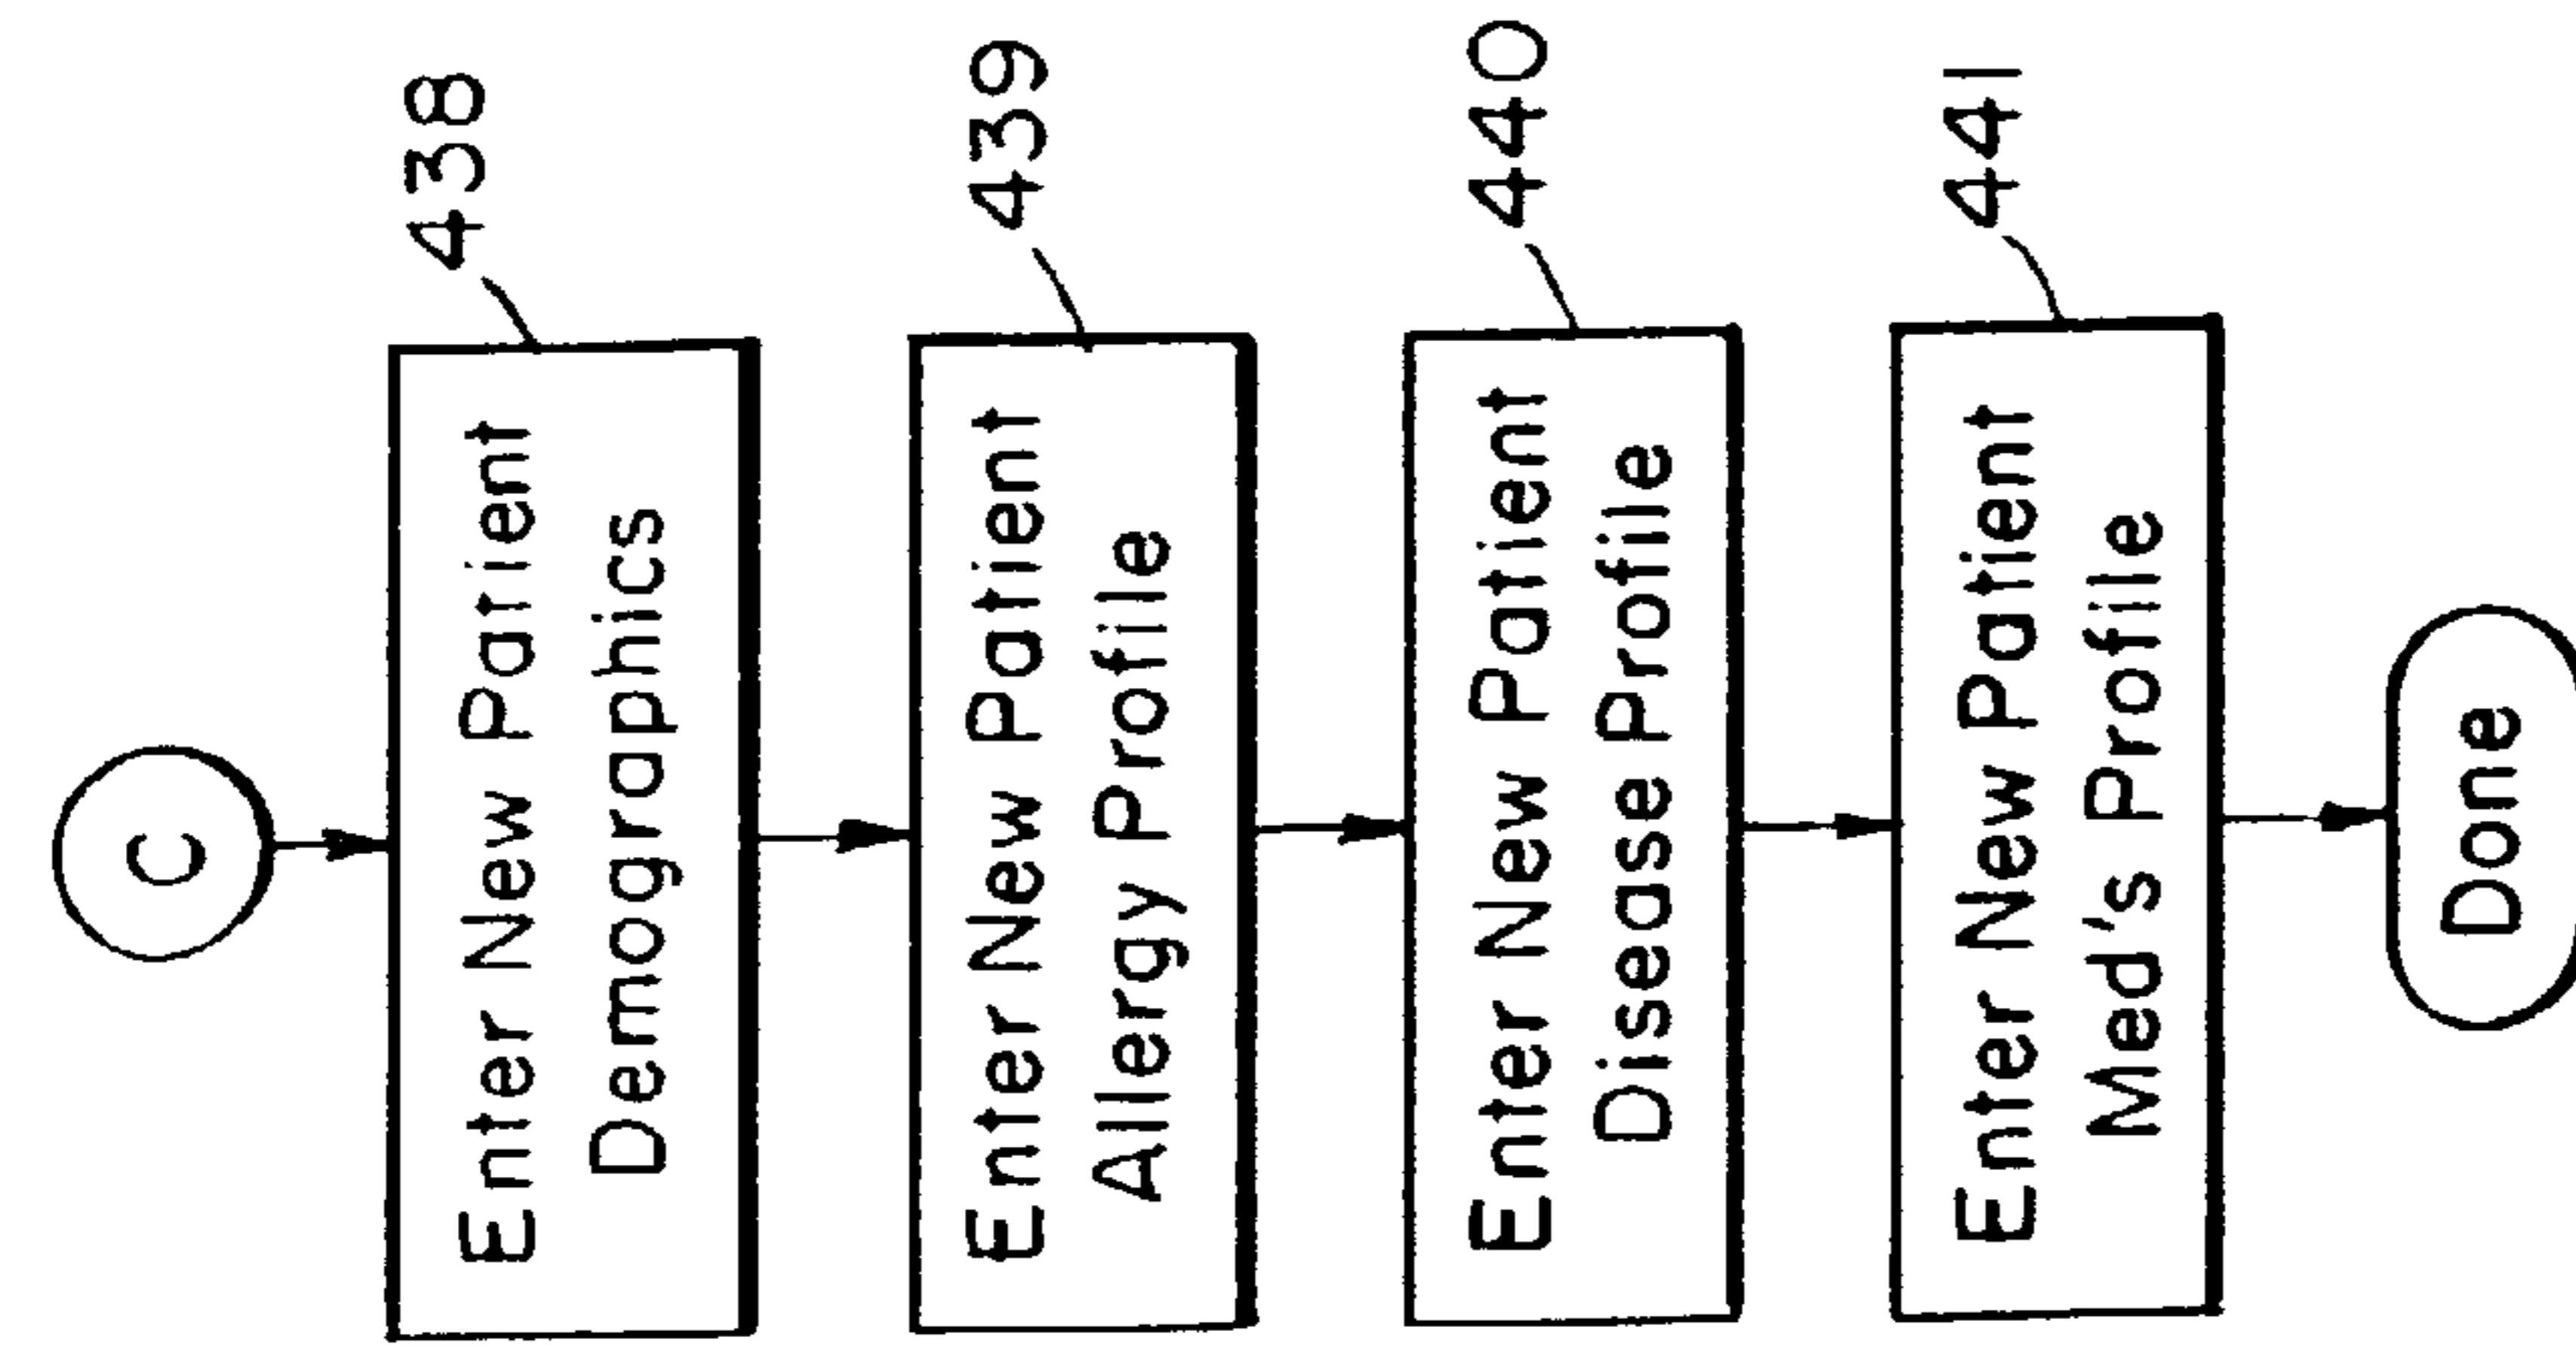 C
438
Enter New Patient
Demographics
439
Enter New Patient
Allergy Profile
440
Enter New Patient
Disease Profile
441
Enter New Patient
Med's Profile
Done